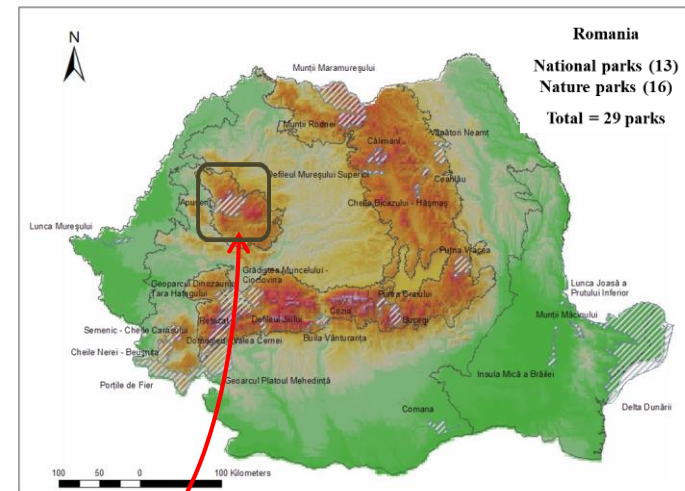 Romania
National parks (13)
Nature parks (16)
Total = 29 parks
N
Munții Maramureșului
Munții Rodnei
Călimani
Vânători Neamt
Defileul Mureșului Superior
Ceahlău
Apuseni
Cheile Bicazului - Hășmaș
Lunca Mureșului
Putna Vrâncea
Grădiștea Muncelului -
Cioclovina
Geoparcul Dinozaurilor
Țara Hațegului
Lunca Joasă a
Prutului Inferior
Piatra Craiului
Munții Măcinului
Retezat
Defileul Jiului
Cozia
Bucegi
Semenic - Cheile Carașului
Domogled - Valea Cernei
Buila Vânturarița
Cheile Nerei - Beușnița
Geoparcul Platoul Mehedinți
Insula Mică a Brăilei
Porțile de Fier
Comana
Delta Dunării
100 50 0 100 Kilometers